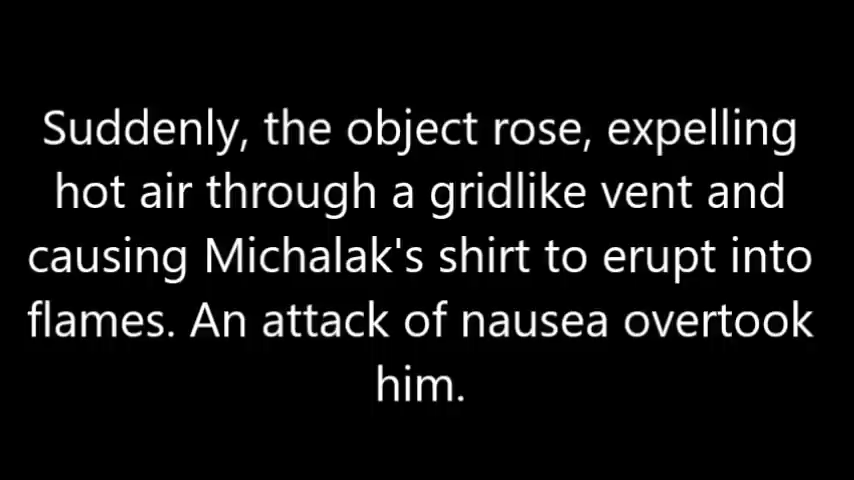 Suddenly, the object rose, expelling
hot air through a gridlike vent and
causing Michalak's shirt to erupt into
flames. An attack of nausea overtook
him.